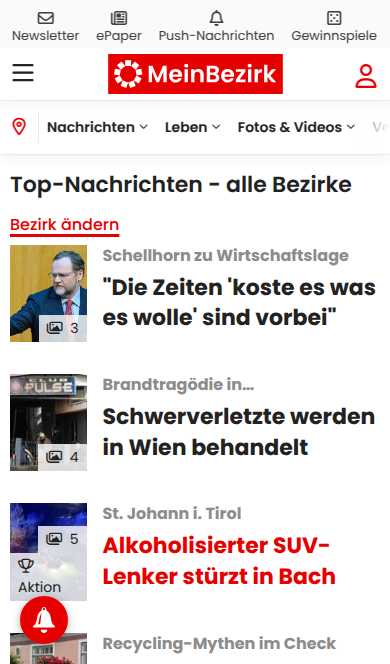 Newsletter ePaper Push-Nachrichten Gewinnspiele
MeinBezirk
Nachrichten Leben Fotos & Videos
Top-Nachrichten - alle Bezirke
Bezirk ändern
Schellhorn zu Wirtschaftslage
"Die Zeiten 'koste es was
es wolle' sind vorbei"
3
Brandtragödie in...
CLUB
PULSE
Schwerverletzte werden
in Wien behandelt
4
St. Johann i. Tirol
5
Alkoholisierter SUV-
Lenker stürzt in Bach
Aktion
Recycling-Mythen im Check